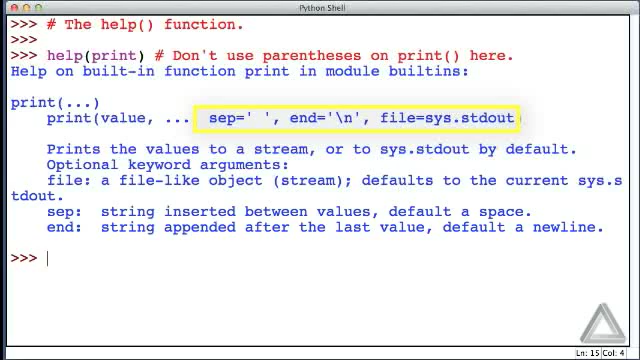 Python Shell
>>> # The help() function.
>>>
>>> help(print) # Don't use parentheses on print() here.
Help on built-in function print in module builtins:
print(...)
print(value, ... sep=' ', end='\n', file=sys.stdout)
Prints the values to a stream, or to sys.stdout by default.
Optional keyword arguments:
file: a file-like object (stream); defaults to the current sys.s
tdout.
sep:  string inserted between values, default a space.
end:  string appended after the last value, default a newline.
>>>
Ln: 15 Col: 4